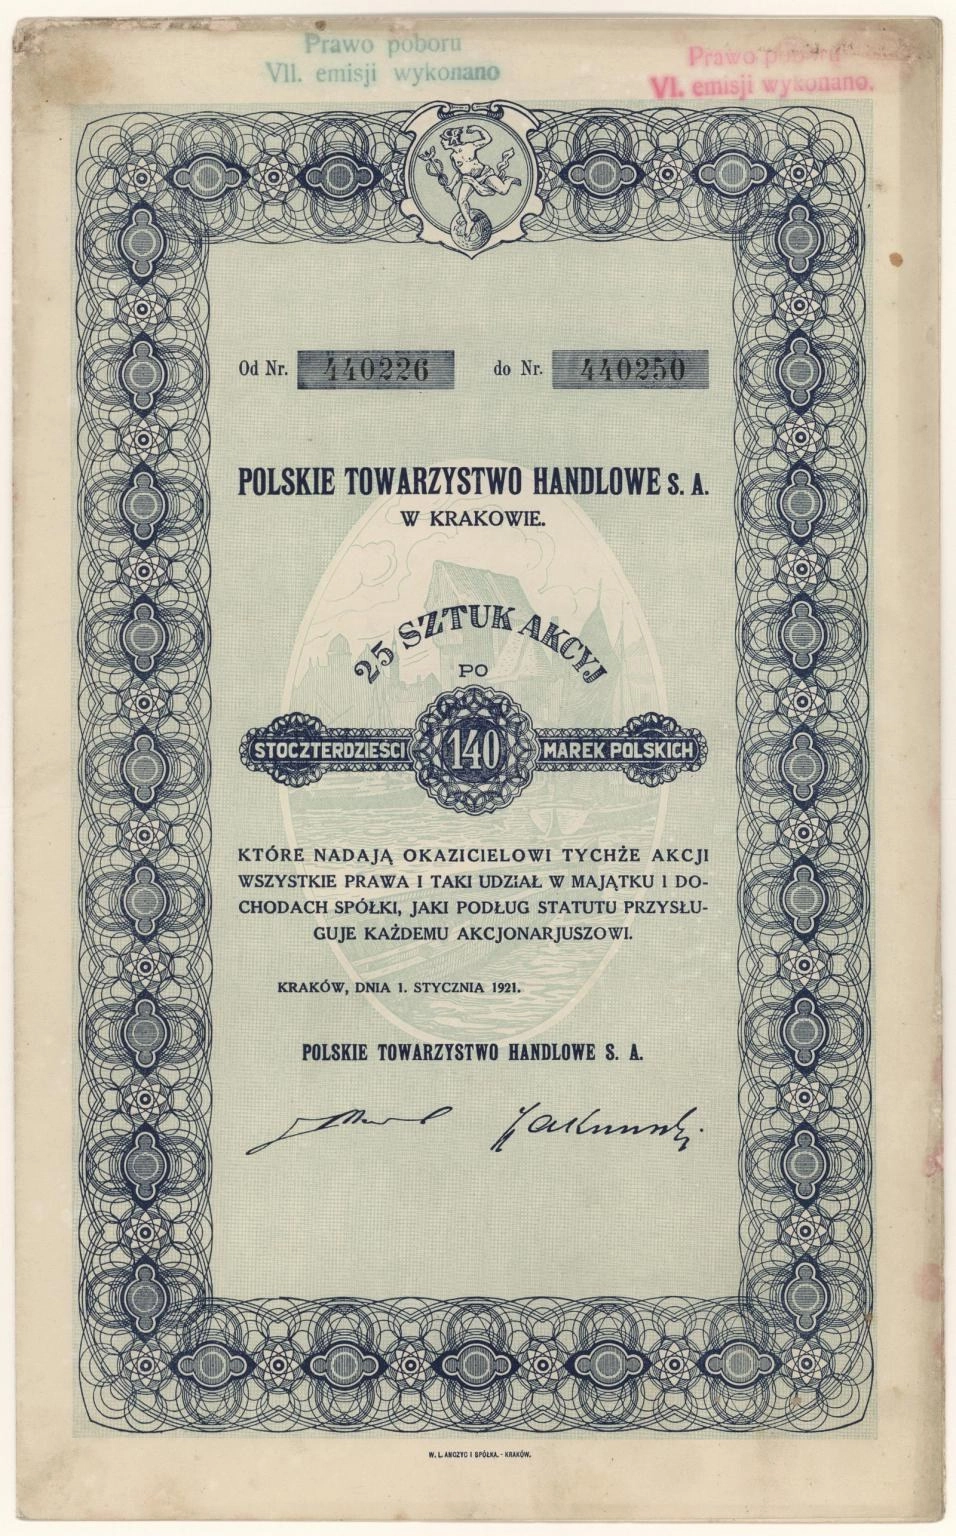 Prawo poboru
VII. emisji wykonano
Prawo poboru
VI. emisji wykonano.
Od Nr. 440226 do Nr. 440250
POLSKIE TOWARZYSTWO HANDLOWE S. A.
W KRAKOWIE.
25 SZTUK AKCYJ
PO
STOCZTERDZIEŚCI 140 MAREK POLSKICH
KTÓRE NADAJĄ OKAZICIELOWI TYCHŻE AKCJI
WSZYSTKIE PRAWA I TAKI UDZIAŁ W MAJĄTKU I DO-
CHODACH SPÓŁKI, JAKI PODŁUG STATUTU PRZYSŁU-
GUJE KAŻDEMU AKCJONARJUSZOWI.
KRAKÓW, DNIA 1. STYCZNIA 1921.
POLSKIE TOWARZYSTWO HANDLOWE S. A.
W. L. ANCZYC I SPÓŁKA. - KRAKÓW.